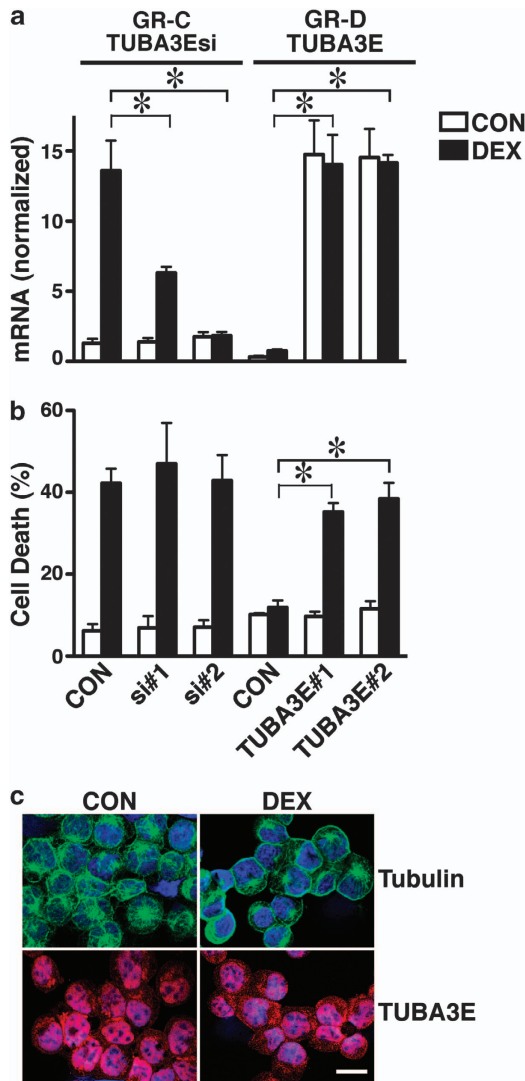 a
GR-C
TUBA3Esi
GR-D
TUBA3E
* * * *
CON
DEX
mRNA (normalized)
15
10
5
0
b
Cell Death (%)
60
40
20
0
* *
CON
si#1
si#2
CON
TUBA3E#1
TUBA3E#2
c
CON
DEX
Tubulin
TUBA3E